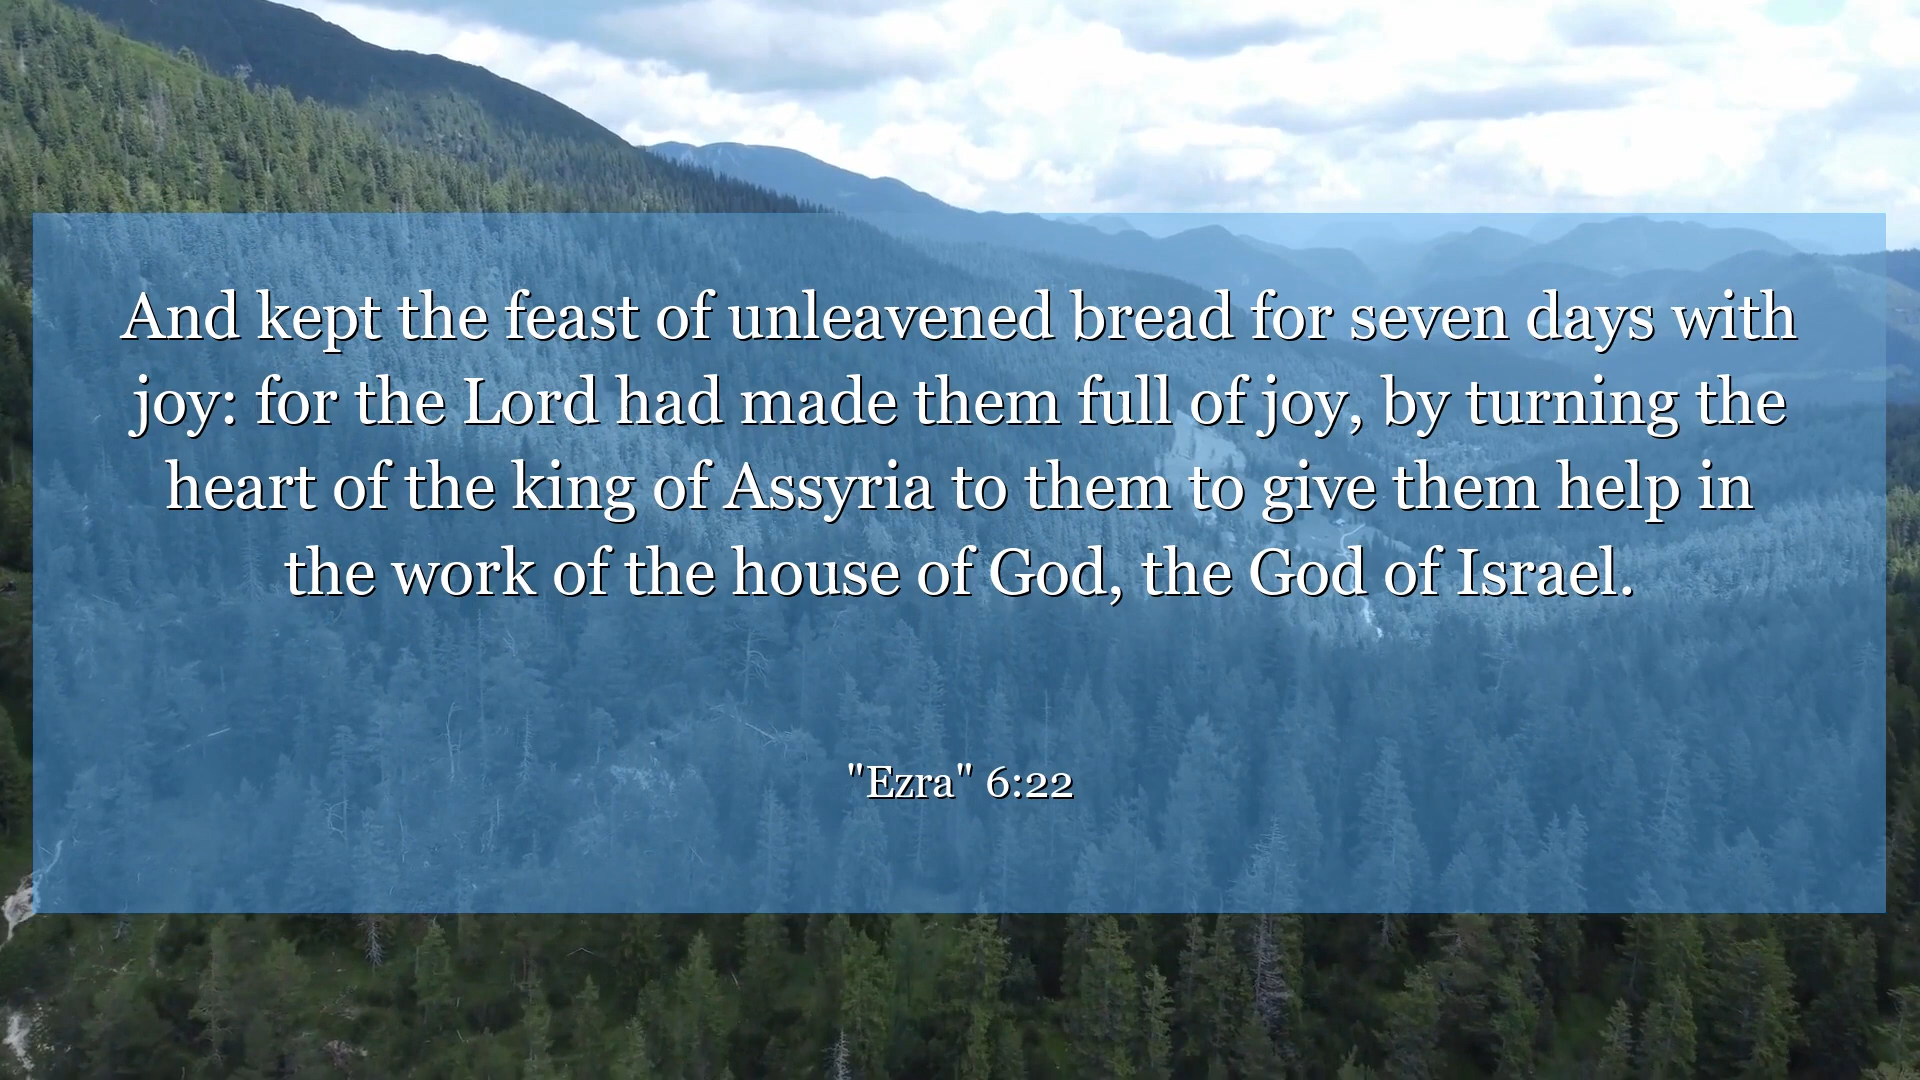 And kept the feast of unleavened bread for seven days with
joy: for the Lord had made them full of joy, by turning the
heart of the king of Assyria to them to give them help in
the work of the house of God, the God of Israel.
"Ezra" 6:22